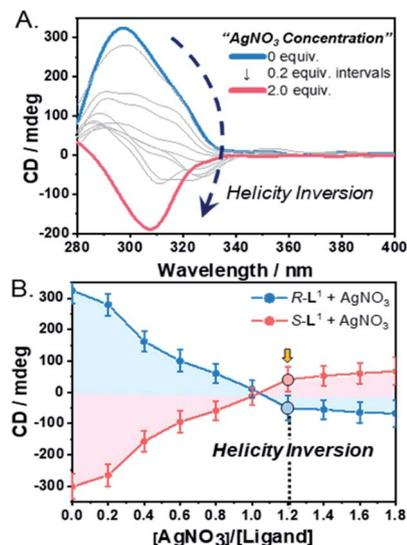 A.
"AgNO₃ Concentration"
0 equiv.
↓ 0.2 equiv. intervals
2.0 equiv.
Helicity Inversion
CD / mdeg
300
200
100
0
-100
-200
280 300 320 340 360 380 400
Wavelength / nm
B.
R-L¹ + AgNO₃
S-L¹ + AgNO₃
Helicity Inversion
CD / mdeg
300
200
100
0
-100
-200
-300
0.0 0.2 0.4 0.6 0.8 1.0 1.2 1.4 1.6 1.8
[AgNO₃]/[Ligand]